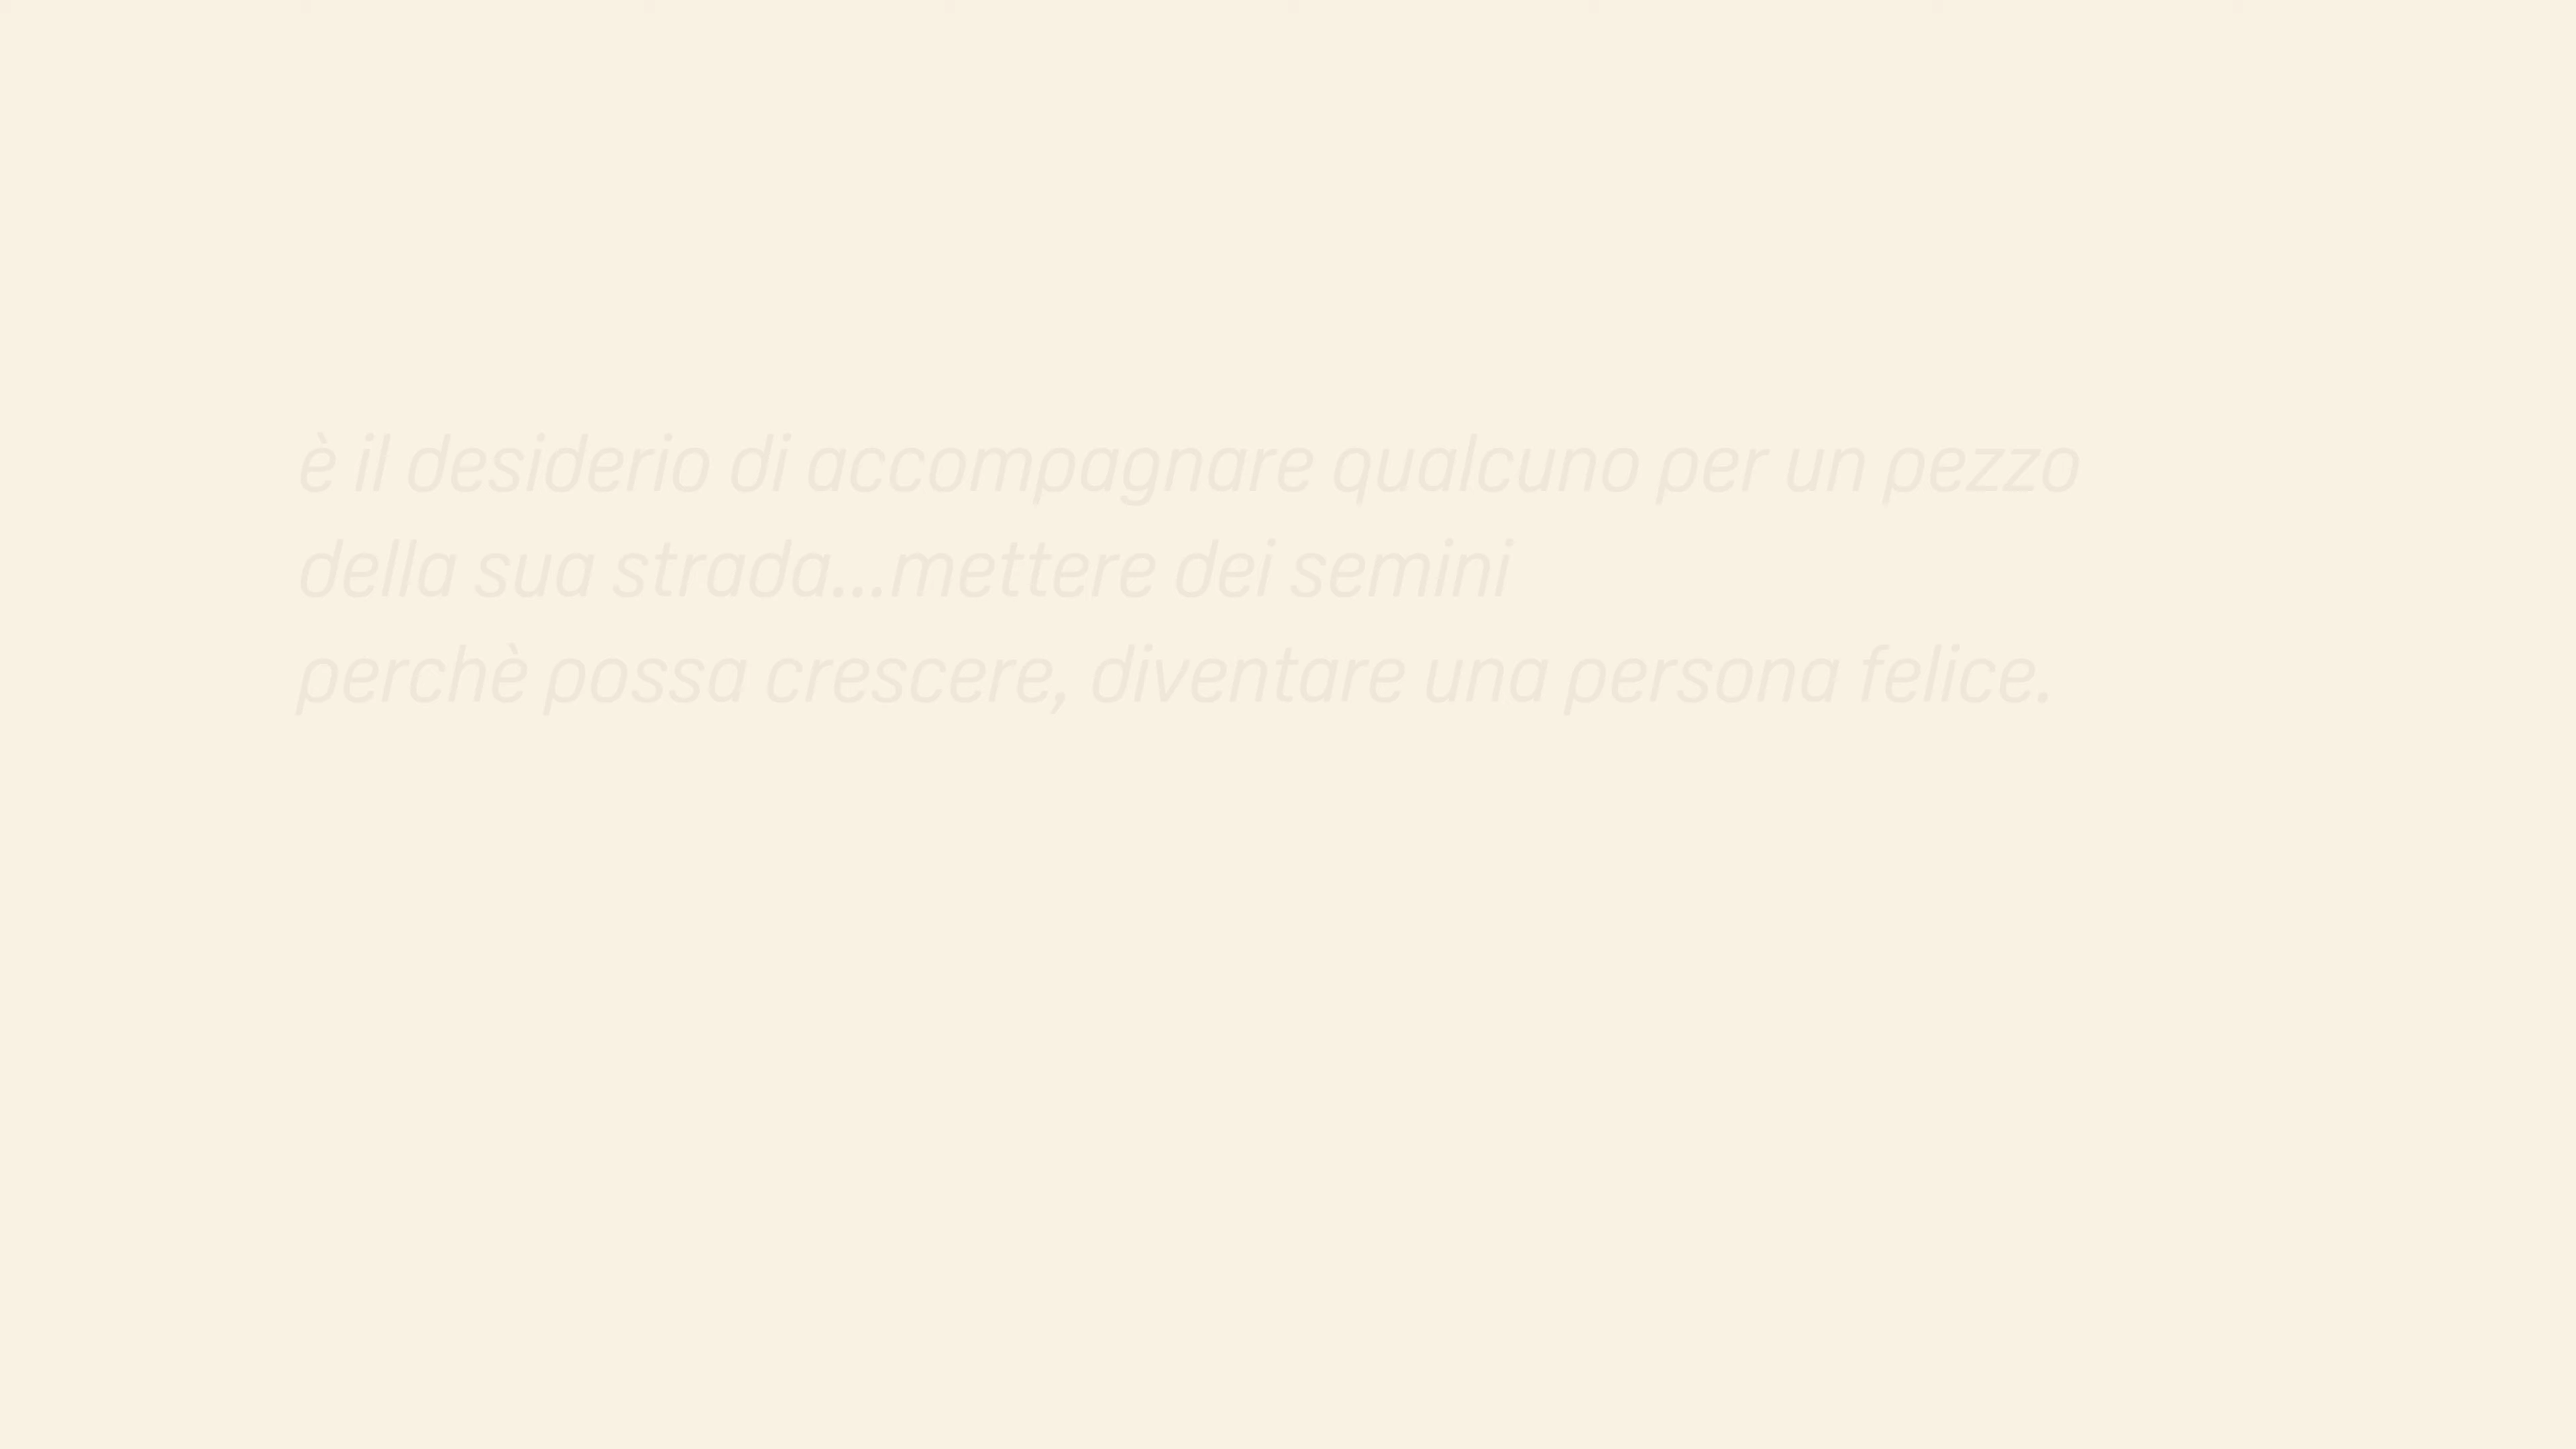 è il desiderio di accompagnare qualcuno per un pezzo
della sua strada...mettere dei semini
perchè possa crescere, diventare una persona felice.